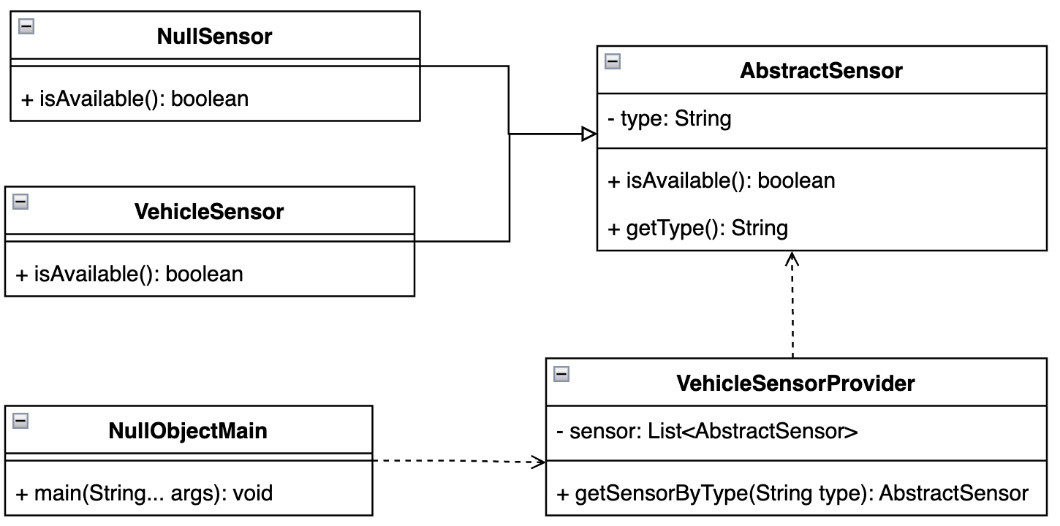 NullSensor
+ isAvailable(): boolean
AbstractSensor
- type: String
+ isAvailable(): boolean
+ getType(): String
VehicleSensor
+ isAvailable(): boolean
VehicleSensorProvider
- sensor: List<AbstractSensor>
+ getSensorByType(String type): AbstractSensor
NullObjectMain
+ main(String... args): void